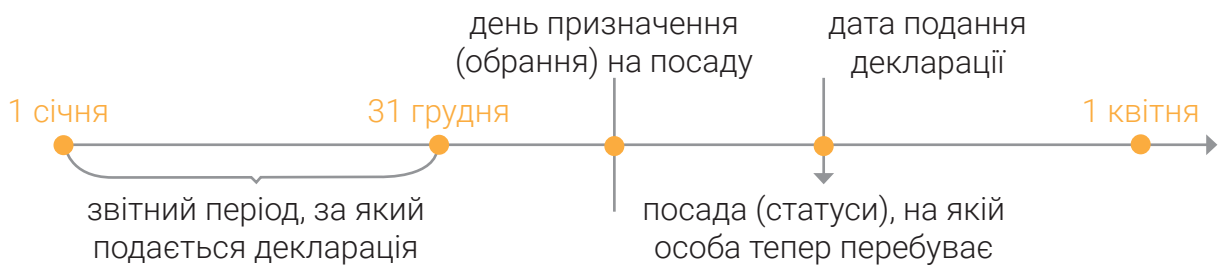 день призначення
(обрання) на посаду
дата подання
декларації
1 січня
31 грудня
1 квітня
звітний період, за який
подається декларація
посада (статуси), на якій
особа тепер перебуває